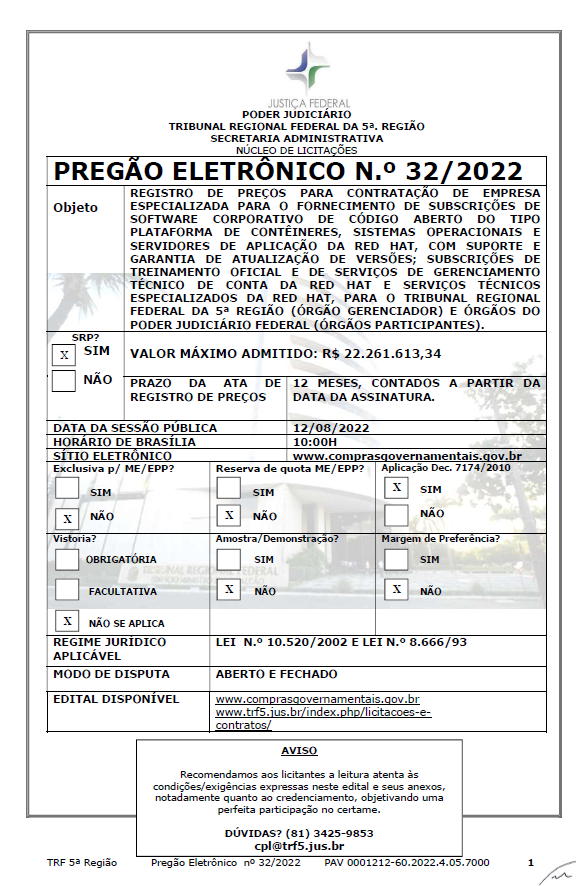 JUSTIÇA FEDERAL
PODER JUDICIÁRIO
TRIBUNAL REGIONAL FEDERAL DA 5ª. REGIÃO
SECRETARIA ADMINISTRATIVA
NÚCLEO DE LICITAÇÕES
PREGÃO ELETRÔNICO N.º 32/2022
Objeto
REGISTRO DE PREÇOS PARA CONTRATAÇÃO DE EMPRESA
ESPECIALIZADA PARA O FORNECIMENTO DE SUBSCRIÇÕES DE
SOFTWARE CORPORATIVO DE CÓDIGO ABERTO DO TIPO
PLATAFORMA DE CONTÊINERES, SISTEMAS OPERACIONAIS E
SERVIDORES DE APLICAÇÃO DA RED HAT, COM SUPORTE E
GARANTIA DE ATUALIZAÇÃO DE VERSÕES; SUBSCRIÇÕES DE
TREINAMENTO OFICIAL E DE SERVIÇOS DE GERENCIAMENTO
TÉCNICO DE CONTA DA RED HAT E SERVIÇOS TÉCNICOS
ESPECIALIZADOS DA RED HAT, PARA O TRIBUNAL REGIONAL
FEDERAL DA 5ª REGIÃO (ÓRGÃO GERENCIADOR) E ÓRGÃOS DO
PODER JUDICIÁRIO FEDERAL (ÓRGÃOS PARTICIPANTES).
SRP?
X SIM
NÃO
VALOR MÁXIMO ADMITIDO: R$ 22.261.613,34
PRAZO DA ATA DE
REGISTRO DE PREÇOS
12 MESES, CONTADOS A PARTIR DA
DATA DA ASSINATURA.
DATA DA SESSÃO PÚBLICA 12/08/2022
HORÁRIO DE BRASÍLIA 10:00H
SÍTIO ELETRÔNICO www.comprasgovernamentais.gov.br
Exclusiva p/ ME/EPP?
SIM
X NÃO
Reserva de quota ME/EPP?
SIM
X NÃO
Aplicação Dec. 7174/2010
X SIM
NÃO
Vistoria?
OBRIGATÓRIA
FACULTATIVA
X NÃO SE APLICA
Amostra/Demonstração?
SIM
X NÃO
Margem de Preferência?
SIM
X NÃO
TRIBUNAL REGIONAL FEDERAL
REGIME JURÍDICO
APLICÁVEL
LEI N.º 10.520/2002 E LEI N.º 8.666/93
MODO DE DISPUTA ABERTO E FECHADO
EDITAL DISPONÍVEL
www.comprasgovernamentais.gov.br
www.trf5.jus.br/index.php/licitacoes-e-
contratos/
AVISO
Recomendamos aos licitantes a leitura atenta às
condições/exigências expressas neste edital e seus anexos,
notadamente quanto ao credenciamento, objetivando uma
perfeita participação no certame.
DÚVIDAS? (81) 3425-9853
cpl@trf5.jus.br
TRF 5ª Região Pregão Eletrônico nº 32/2022 PAV 0001212-60.2022.4.05.7000 1